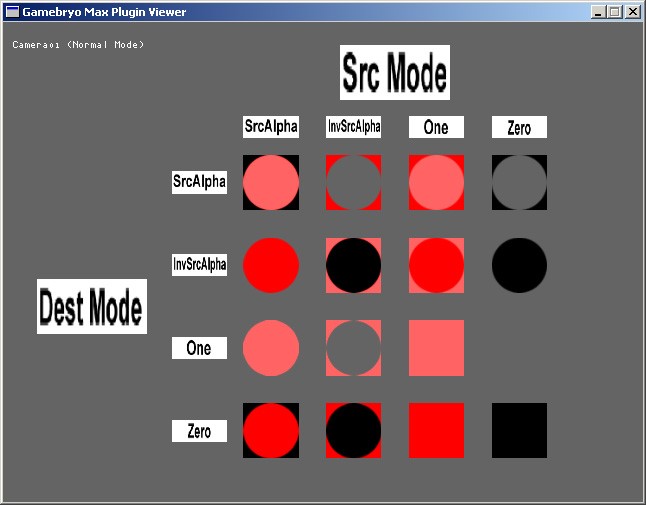 Gamebryo Max Plugin Viewer
Camera01 (Normal Mode)
Src Mode
SrcAlpha InvSrcAlpha One Zero
SrcAlpha
InvSrcAlpha
Dest Mode
One
Zero